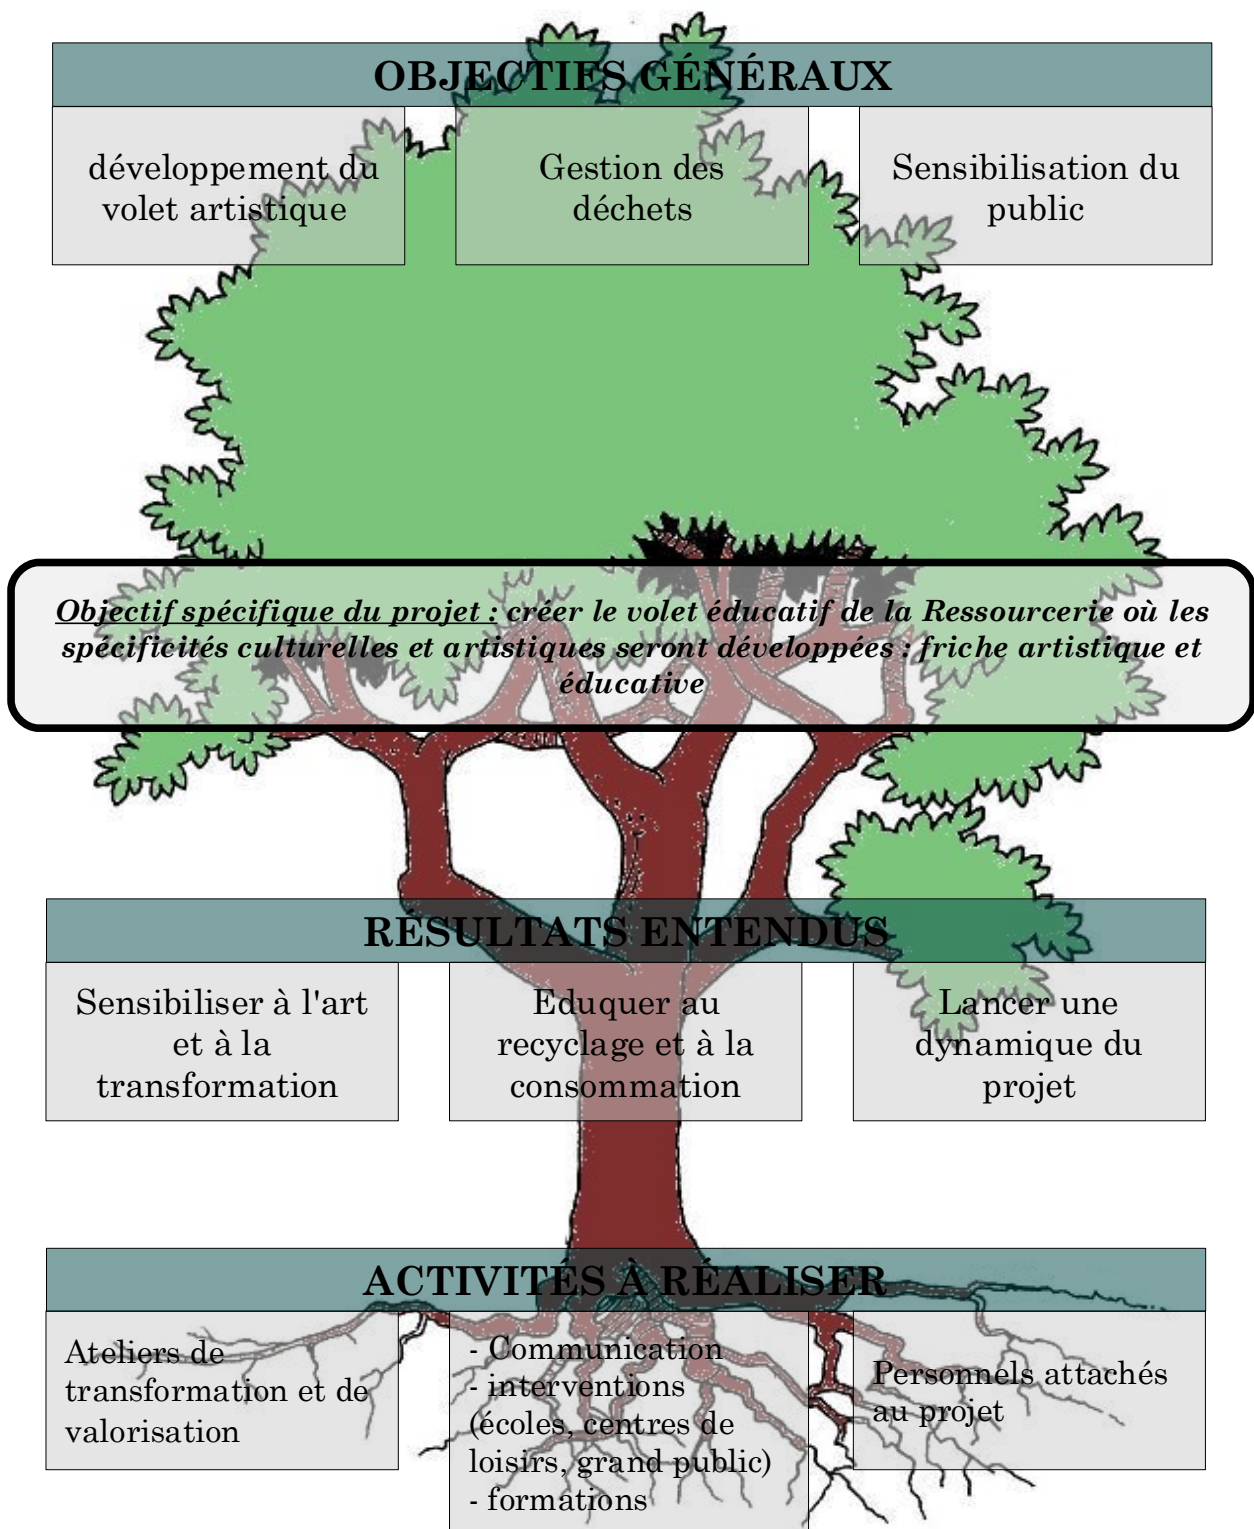 OBJECTIFS GÉNÉRAUX
développement du
volet artistique
Gestion des
déchets
Sensibilisation du
public
Objectif spécifique du projet : créer le volet éducatif de la Ressourcerie où les
spécificités culturelles et artistiques seront développées : friche artistique et
éducative
RÉSULTATS ENTENDUS
Sensibiliser à l'art
et à la
transformation
Eduquer au
recyclage et à la
consommation
Lancer une
dynamique du
projet
ACTIVITÉS À RÉALISER
Ateliers de
transformation et de
valorisation
- Communication
- interventions
(écoles, centres de
loisirs, grand public)
- formations
Personnels attachés
au projet